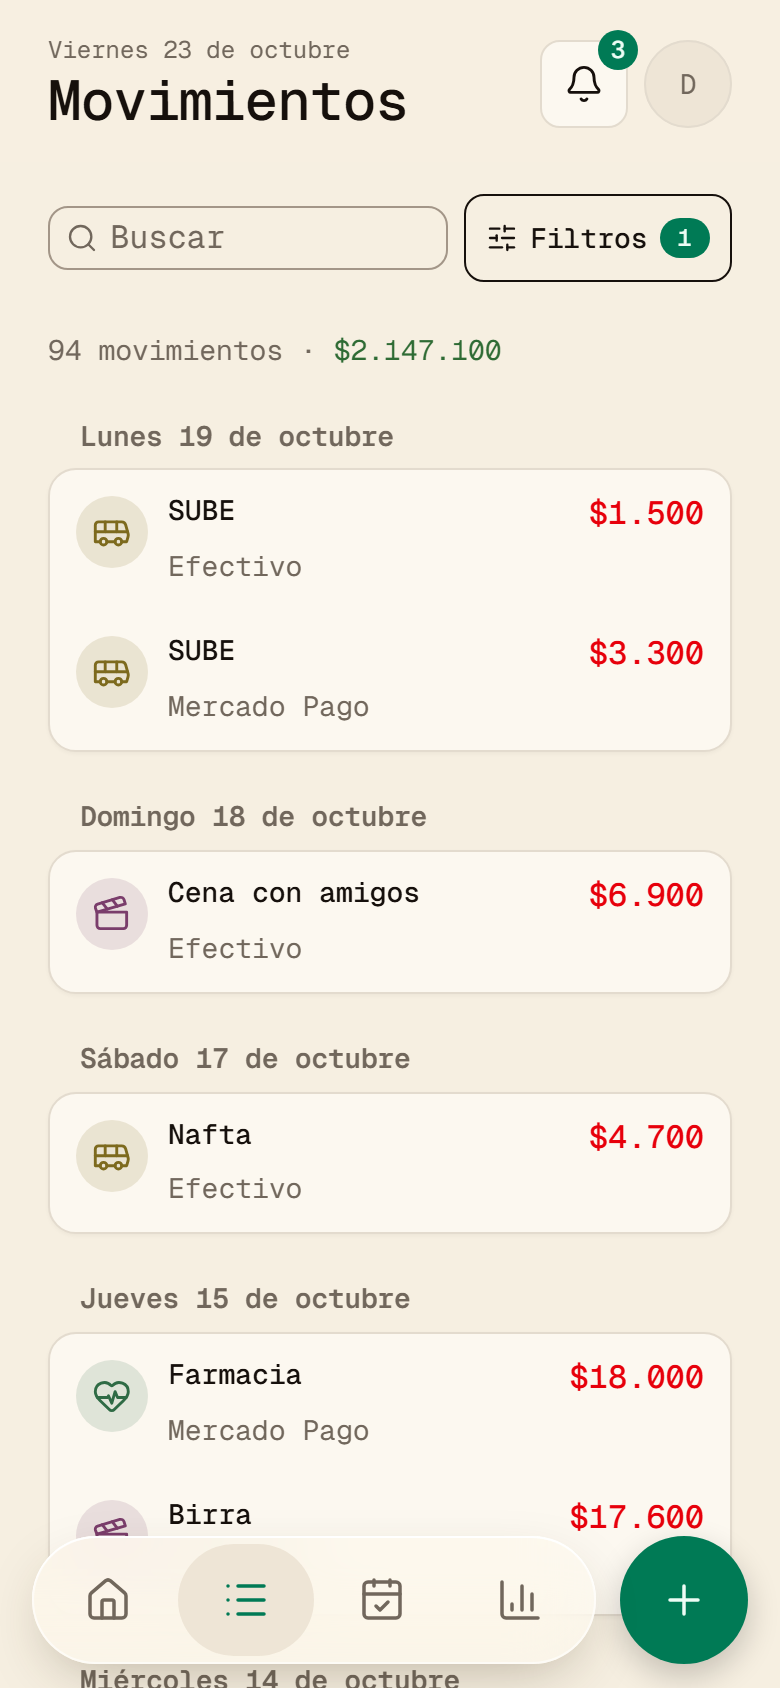 Viernes 23 de octubre
Movimientos
3
D
Buscar
Filtros 1
94 movimientos · $2.147.100
Lunes 19 de octubre
SUBE $1.500
Efectivo
SUBE $3.300
Mercado Pago
Domingo 18 de octubre
Cena con amigos $6.900
Efectivo
Sábado 17 de octubre
Nafta $4.700
Efectivo
Jueves 15 de octubre
Farmacia $18.000
Mercado Pago
Birra $17.600
Miércoles 14 de octubre